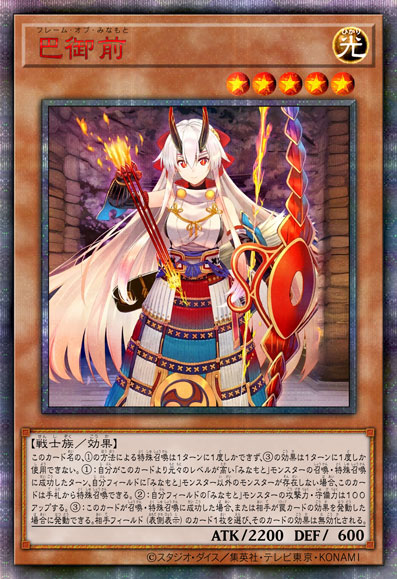 フレーム・オブ・みなもと
巴御前
ひかり
光
【戦士族／効果】
このカード名の、①の方法による特殊召喚は1ターンに1度しかできず、③の効果は1ターンに1度しか
使用できない。①：自分がこのカードより元々のレベルが高い「みなもと」モンスターの召喚・特殊召喚
に成功したターン、自分フィールドに「みなもと」モンスター以外のモンスターが存在しない場合、このカー
ドは手札から特殊召喚できる。②：自分フィールドの「みなもと」モンスターの攻撃力・守備力は100
アップする。③：このカードが召喚・特殊召喚に成功した場合、または相手が罠カードの効果を発動し
た場合に発動できる。相手フィールド（表側表示）のカード1枚を選び、そのカードの効果は無効化される。
ATK/2200 DEF/ 600
©スタジオ・ダイス／集英社・テレビ東京・KONAMI